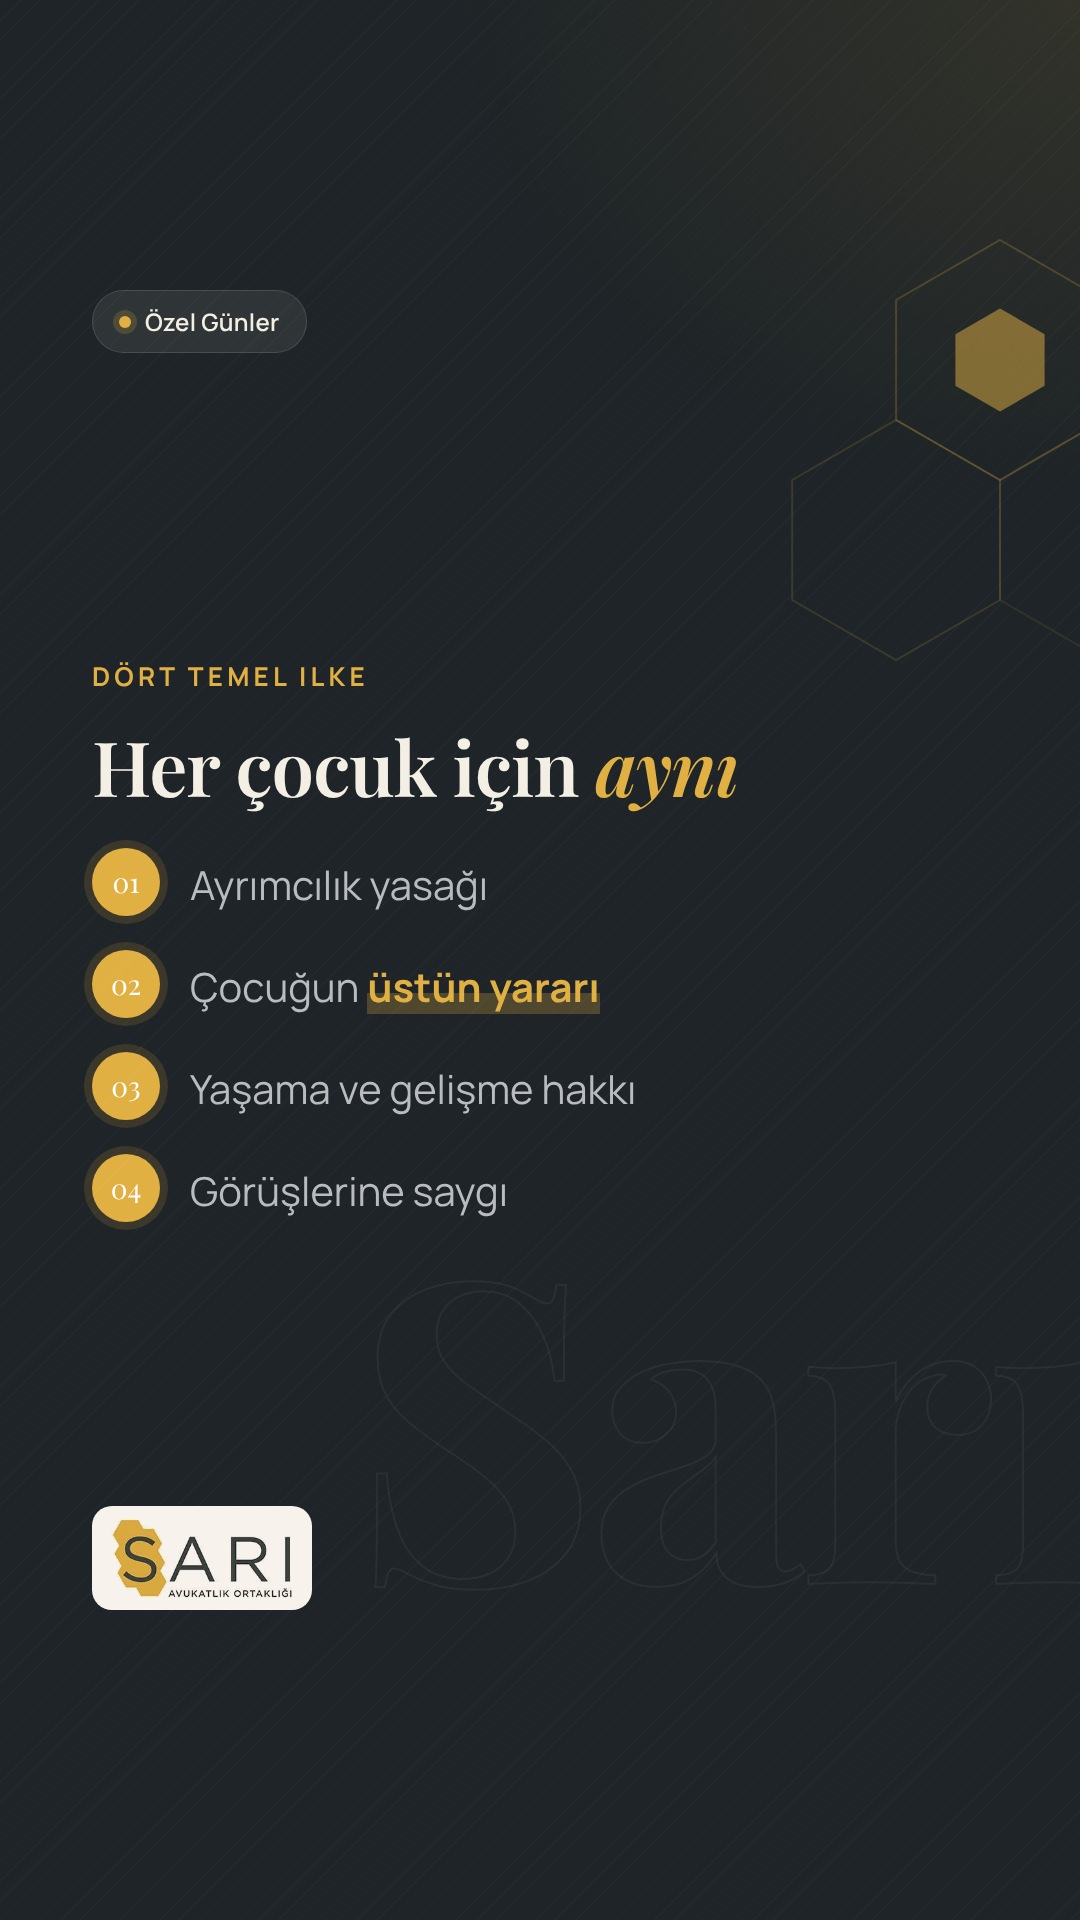 Özel Günler
DÖRT TEMEL ILKE
Her çocuk için aynı
01 Ayrımcılık yasağı
02 Çocuğun üstün yararı
03 Yaşama ve gelişme hakkı
04 Görüşlerine saygı
Sarı
SARI
AVUKATLIK ORTAKLIĞI